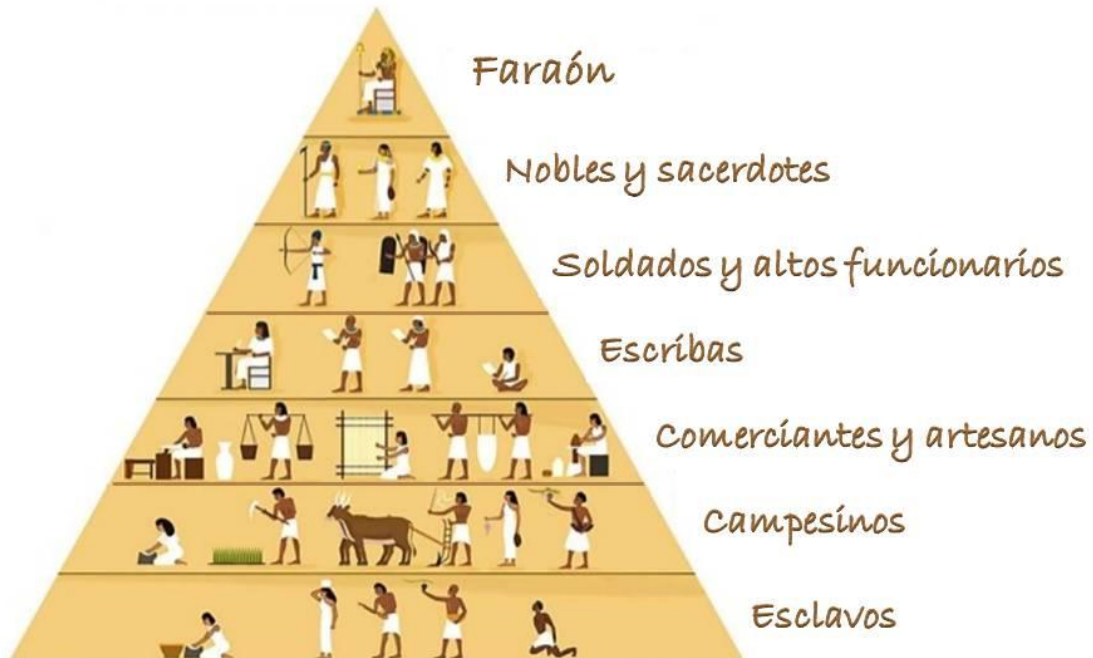 Faraón
Nobles y sacerdotes
Soldados y altos funcionarios
Escribas
Comerciantes y artesanos
Campesinos
Esclavos